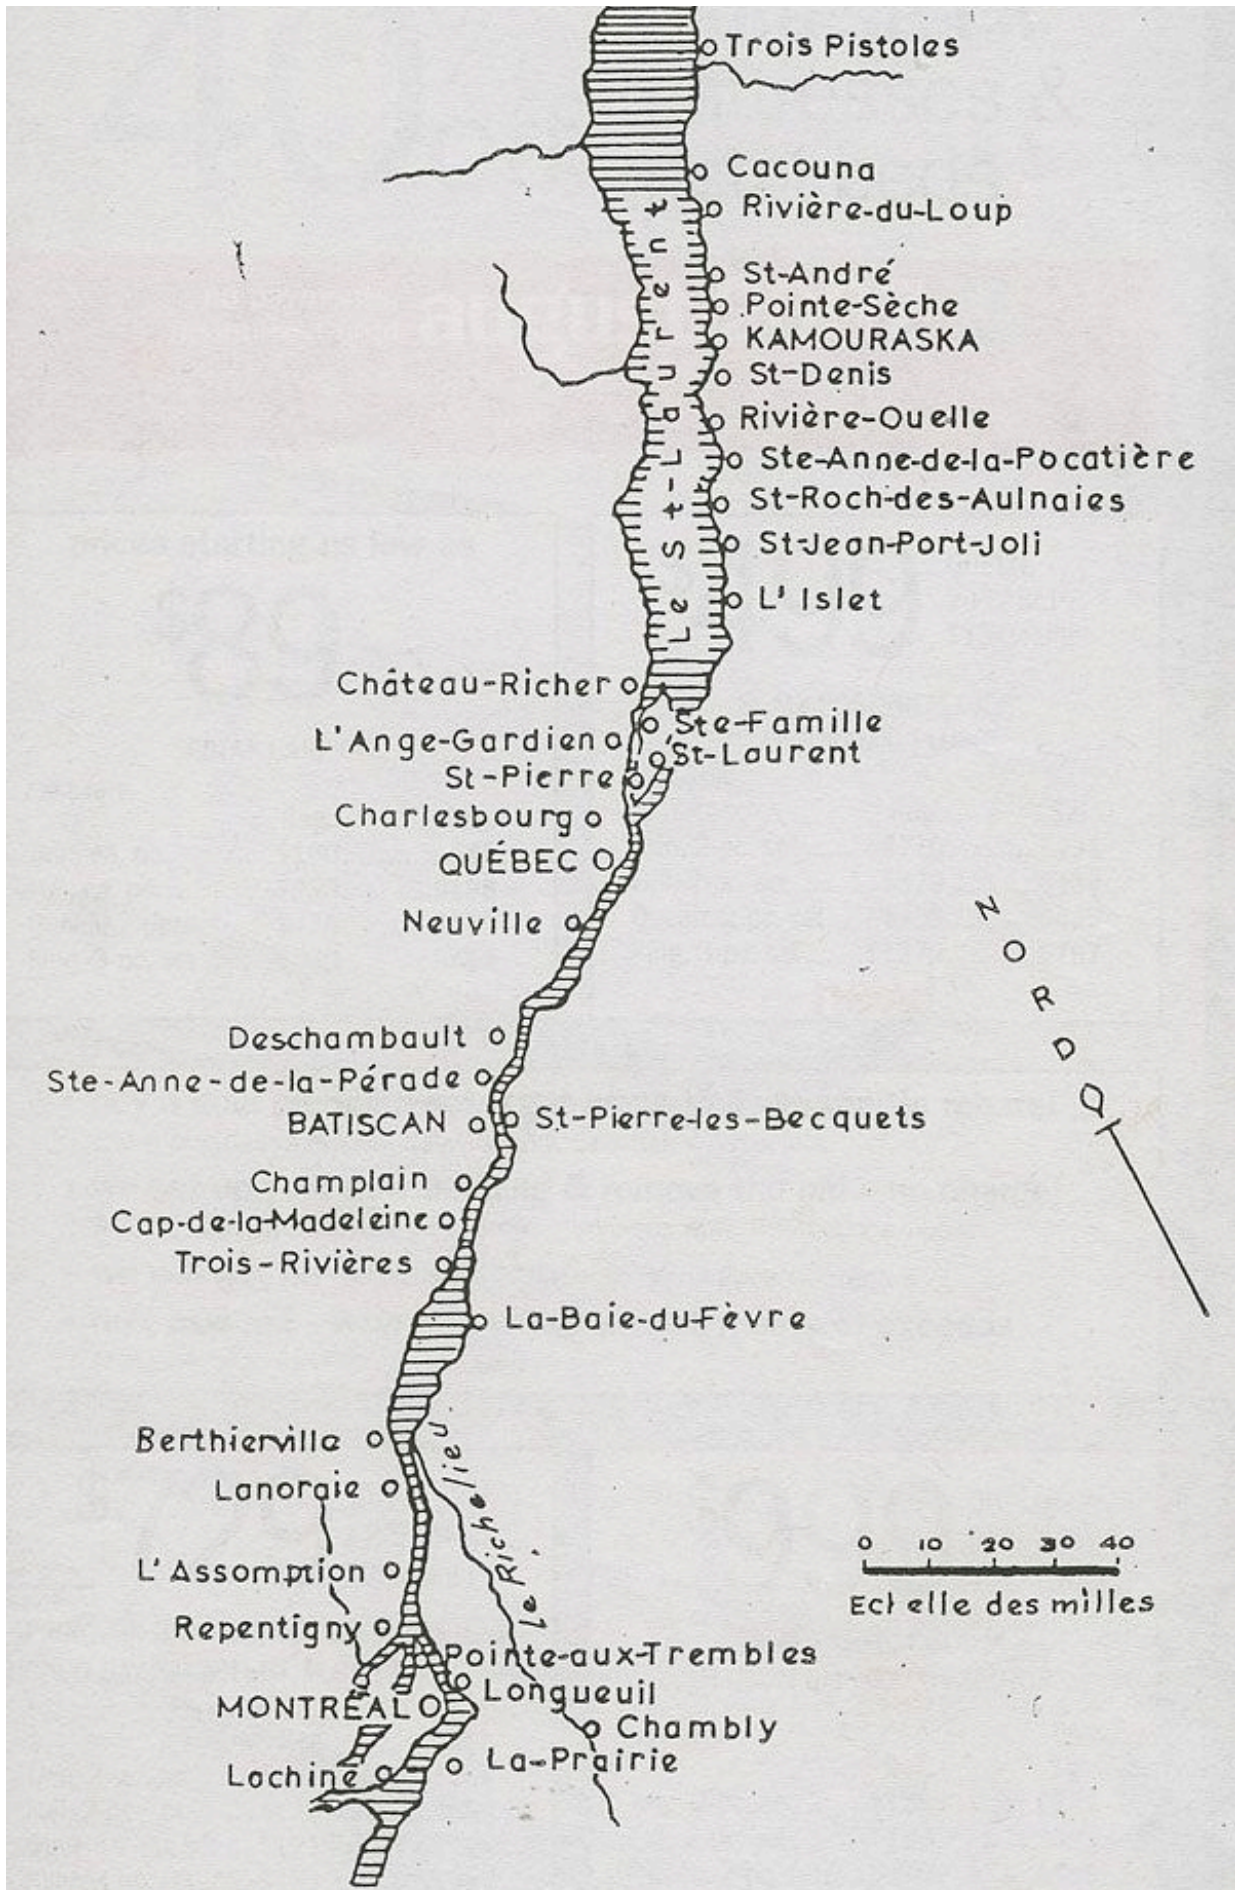 Trois Pistoles
Cacouna
Rivière-du-Loup
St-André
Pointe-Sèche
KAMOURASKA
St-Denis
Rivière-Ouelle
Ste-Anne-de-la-Pocatière
St-Roch-des-Aulnaies
St-Jean-Port-Joli
L'Islet
Le St-Laurent
Château-Richer
Ste-Famille
L'Ange-Gardien
St-Laurent
St-Pierre
Charlesbourg
QUÉBEC
Neuville
NORD
Deschambault
Ste-Anne-de-la-Pérade
BATISCAN
St-Pierre-les-Becquets
Champlain
Cap-de-la-Madeleine
Trois-Rivières
La-Baie-du-Fèvre
Berthierville
Le Richelieu
Lanoraie
L'Assomption
0 10 20 30 40
Echelle des milles
Repentigny
Pointe-aux-Trembles
Longueuil
MONTRÉAL
Chambly
La-Prairie
Lachine